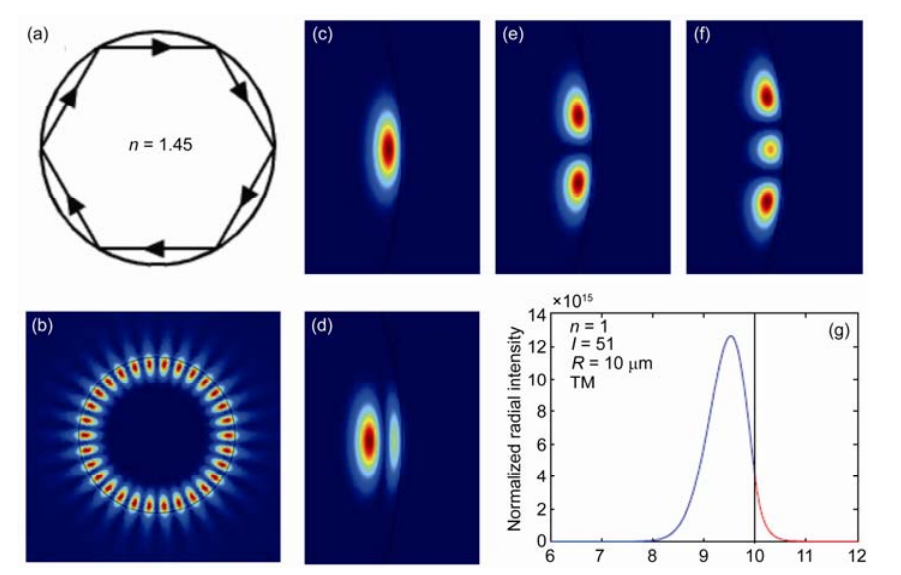 (a)
n = 1.45
(b)
(c)
(d)
(e)
(f)
×10¹⁵
14
12
10
8
6
4
2
0
Normalized radial intensity
n = 1
l = 51
R = 10 μm
TM
(g)
6 7 8 9 10 11 12